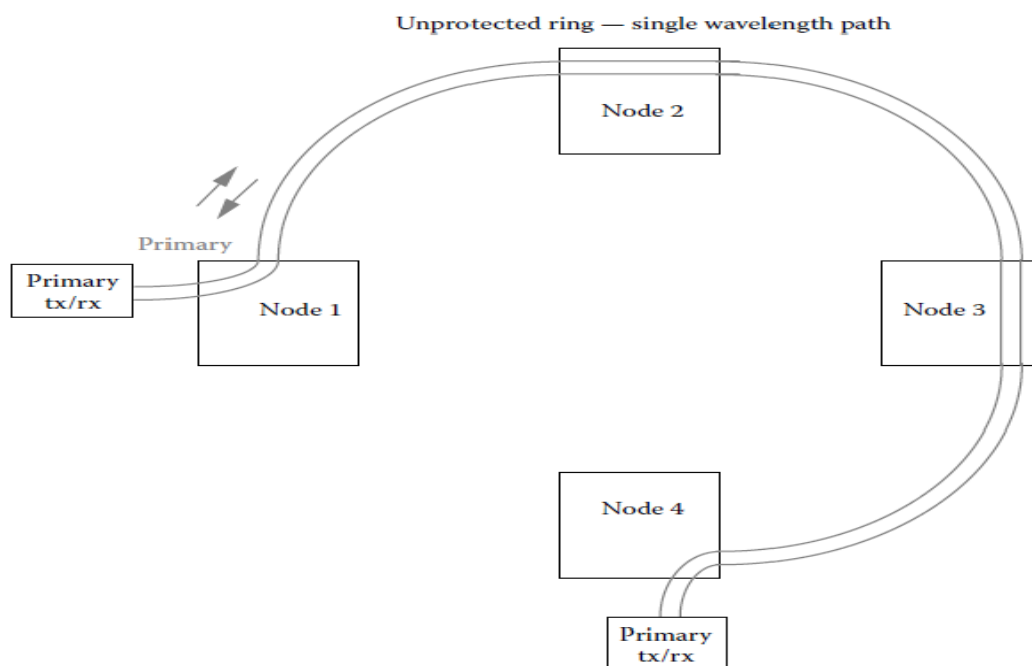 Unprotected ring — single wavelength path
Node 2
Primary
Primary
tx/rx
Node 1
Node 3
Node 4
Primary
tx/rx